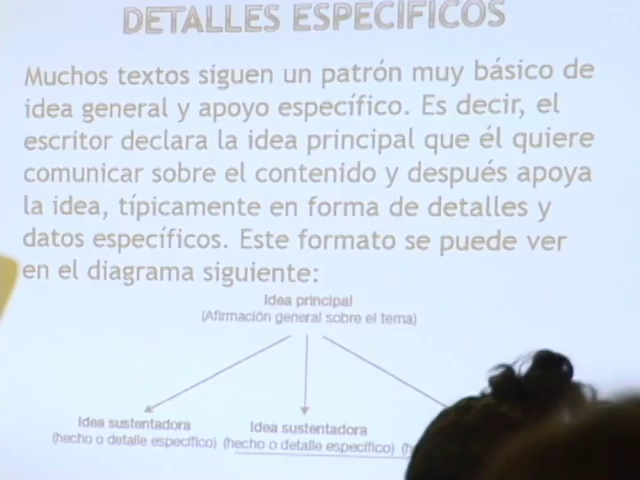 DETALLES ESPECÍFICOS
Muchos textos siguen un patrón muy básico de
idea general y apoyo específico. Es decir, el
escritor declara la idea principal que él quiere
comunicar sobre el contenido y después apoya
la idea, típicamente en forma de detalles y
datos específicos. Este formato se puede ver
en el diagrama siguiente:
Idea principal
(Afirmación general sobre el tema)
Idea sustentadora
(hecho o detalle específico)
Idea sustentadora
(hecho o detalle específico)